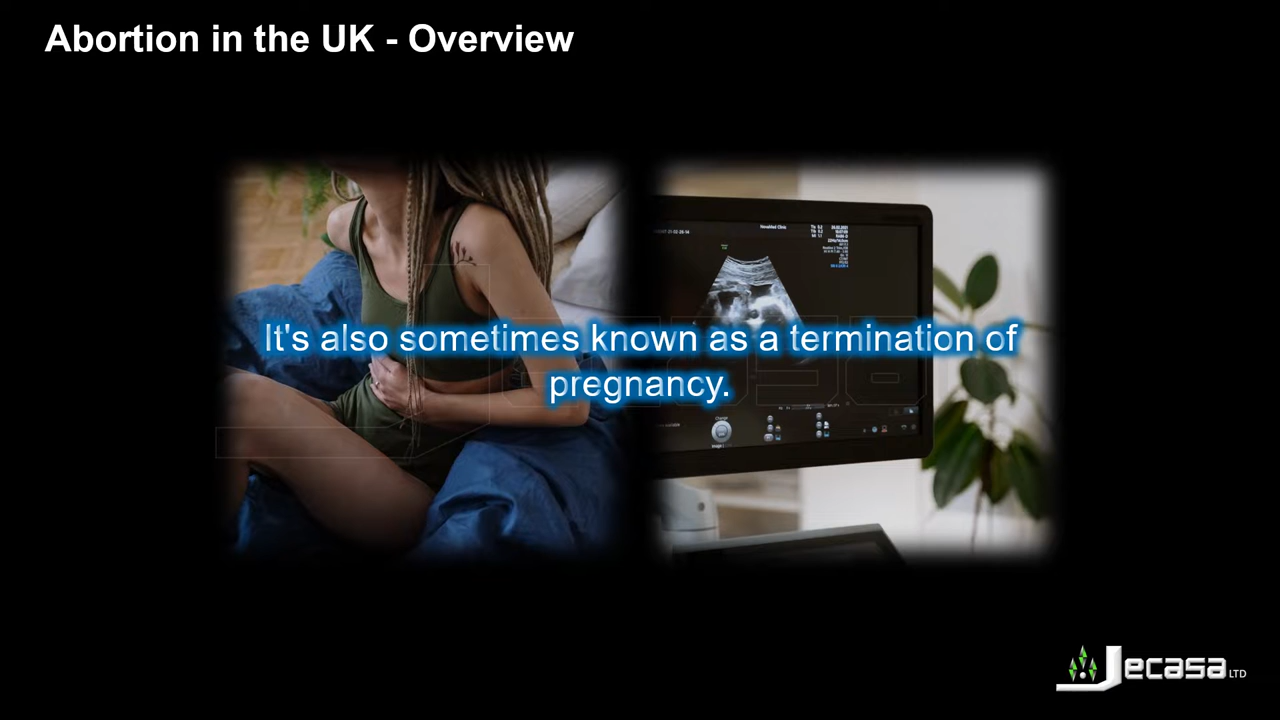 Abortion in the UK - Overview
It's also sometimes known as a termination of
pregnancy.
Jecasa LTD